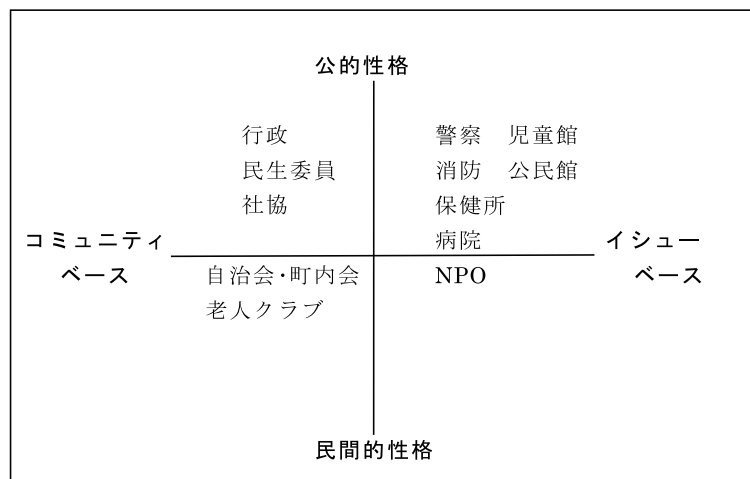 公的性格
行政
民生委員
社協
警察 児童館
消防 公民館
保健所
病院
コミュニティ
ベース
イシュー
ベース
自治会・町内会
老人クラブ
NPO
民間的性格